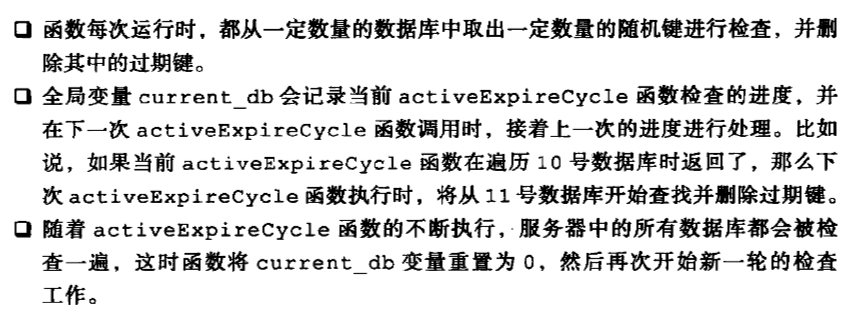 ❑ 函数每次运行时，都从一定数量的数据库中取出一定数量的随机键进行检查，并删
除其中的过期键。
❑ 全局变量 current_db 会记录当前 activeExpireCycle 函数检查的进度，并
在下一次 activeExpireCycle 函数调用时，接着上一次的进度进行处理。比如
说，如果当前 activeExpireCycle 函数在遍历 10 号数据库时返回了，那么下
次 activeExpireCycle 函数执行时，将从 11 号数据库开始查找并删除过期键。
❑ 随着 activeExpireCycle 函数的不断执行，服务器中的所有数据库都会被检
查一遍，这时函数将 current_db 变量重置为 0，然后再次开始新一轮的检查
工作。